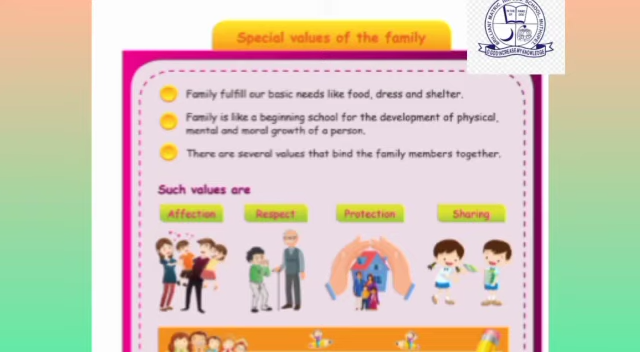 Special values of the family
Family fulfill our basic needs like food, dress and shelter.
Family is like a beginning school for the development of physical,
mental and moral growth of a person.
There are several values that bind the family members together.
Such values are
Affection
Respect
Protection
Sharing